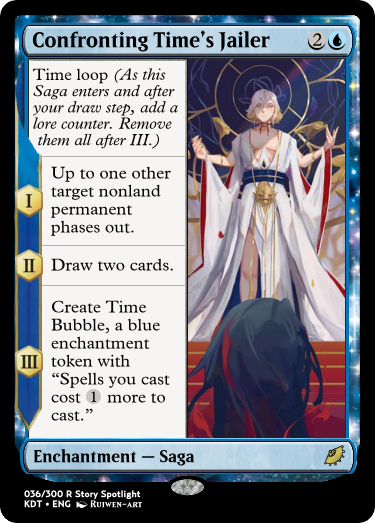 Confronting Time's Jailer 2
Time loop (As this
Saga enters and after
your draw step, add a
lore counter. Remove
them all after III.)
I
Up to one other
target nonland
permanent
phases out.
II
Draw two cards.
III
Create Time
Bubble, a blue
enchantment
token with
“Spells you cast
cost 1 more to
cast.”
Enchantment — Saga
036/300 R Story Spotlight
KDT • ENG Ruiwen-art